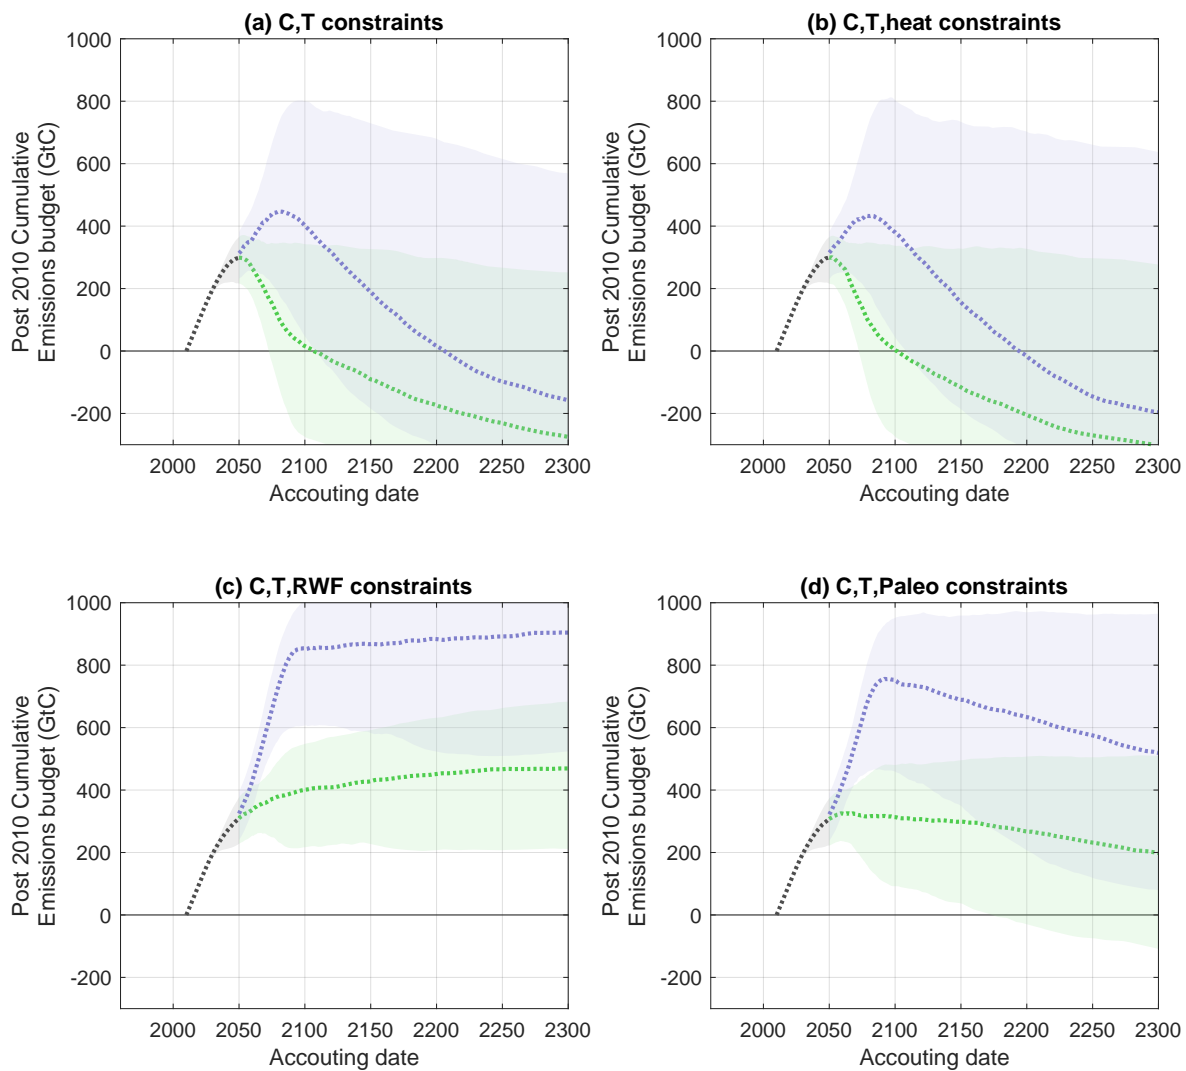 (a) C,T constraints
Post 2010 Cumulative
Emissions budget (GtC)
1000
800
600
400
200
0
-200
2000 2050 2100 2150 2200 2250 2300
Accouting date
(b) C,T,heat constraints
Post 2010 Cumulative
Emissions budget (GtC)
1000
800
600
400
200
0
-200
2000 2050 2100 2150 2200 2250 2300
Accouting date
(c) C,T,RWF constraints
Post 2010 Cumulative
Emissions budget (GtC)
1000
800
600
400
200
0
-200
2000 2050 2100 2150 2200 2250 2300
Accouting date
(d) C,T,Paleo constraints
Post 2010 Cumulative
Emissions budget (GtC)
1000
800
600
400
200
0
-200
2000 2050 2100 2150 2200 2250 2300
Accouting date